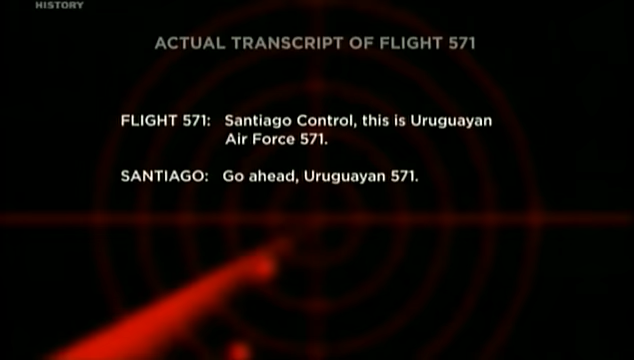 HISTORY
ACTUAL TRANSCRIPT OF FLIGHT 571
FLIGHT 571: Santiago Control, this is Uruguayan
Air Force 571.
SANTIAGO: Go ahead, Uruguayan 571.